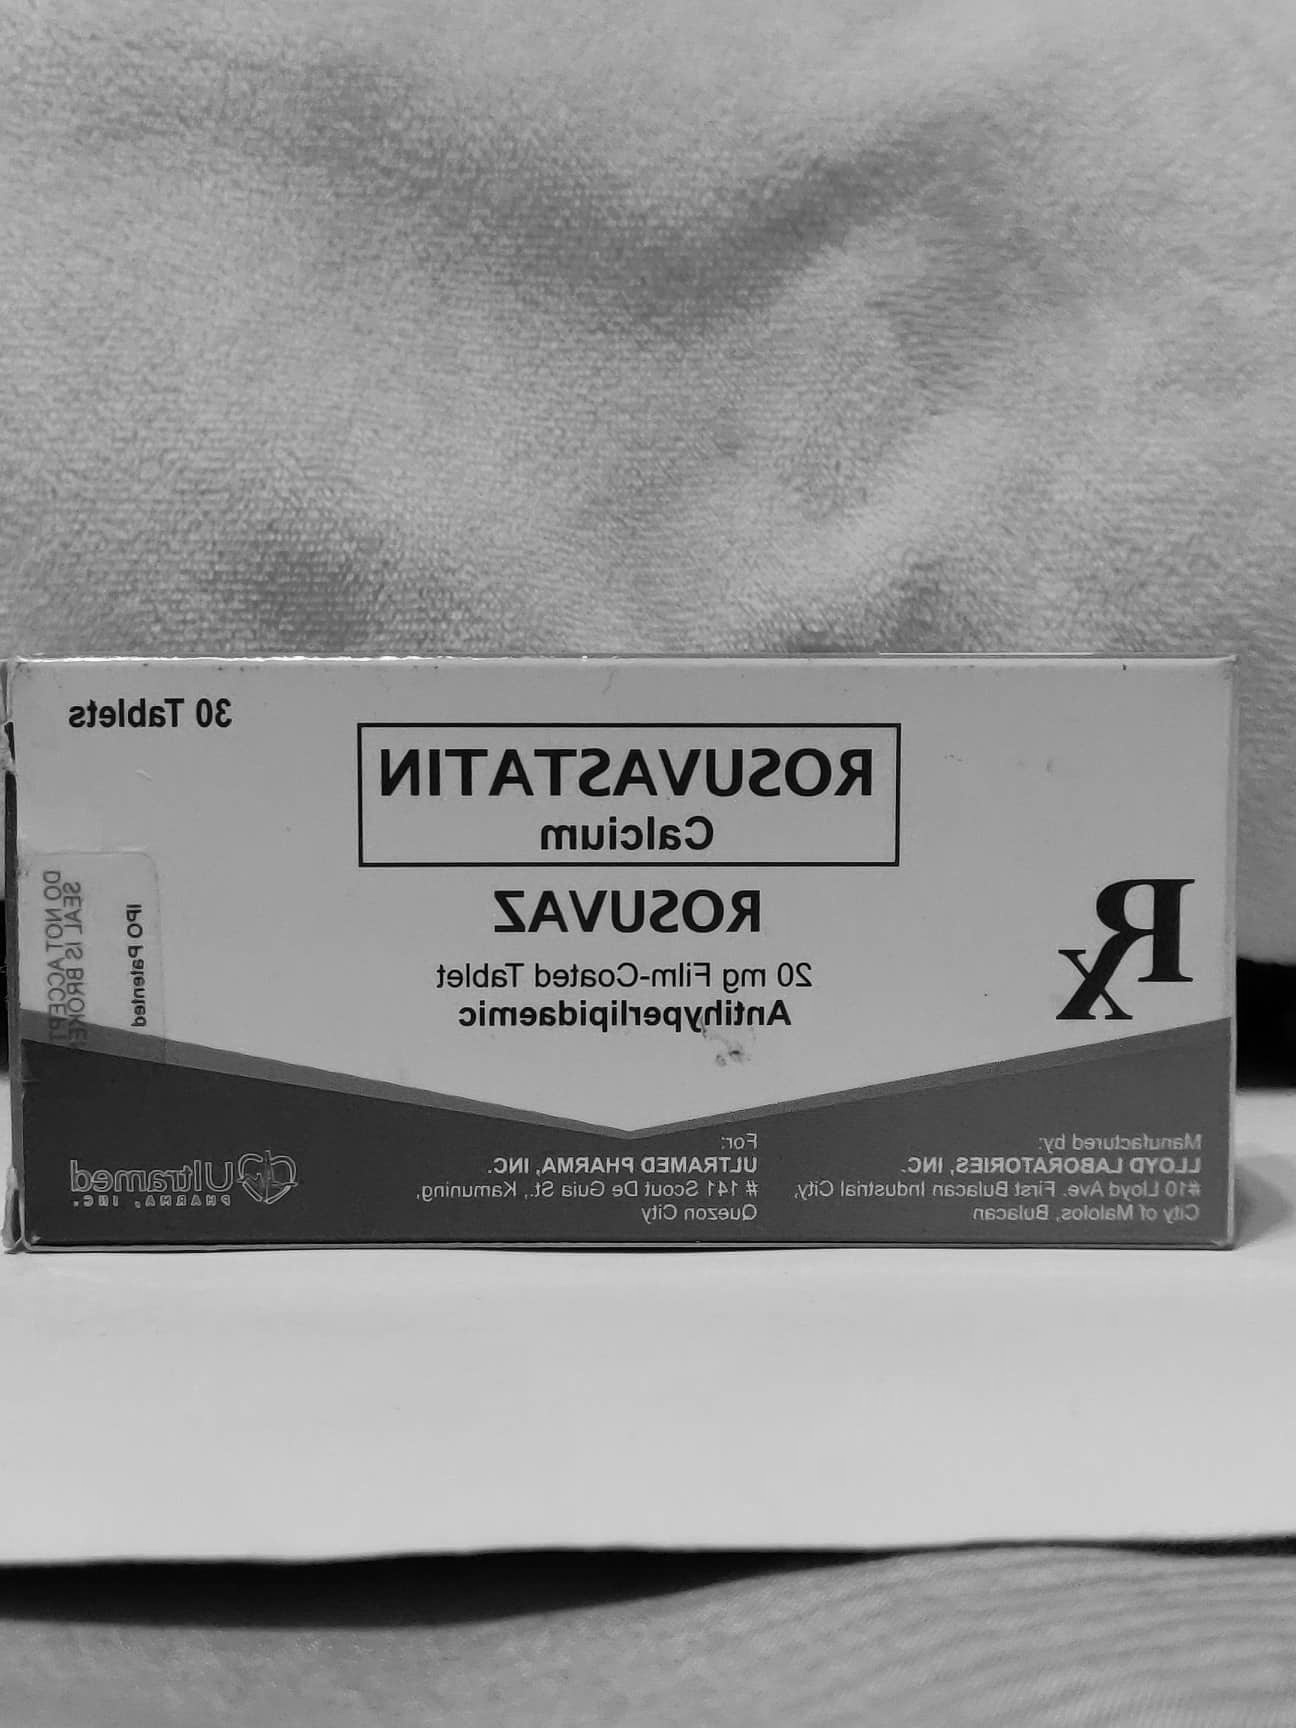 30 Tablets
ROSUVASTATIN
Calcium
ROSUVAZ
20 mg Film-Coated Tablet
Antihyperlipidaemic
Rx
IPO Patented
DO NOT ACCEPT
SEAL IS
Manufactured by:
LLOYD LABORATORIES, INC.
#10 Lloyd Ave. First Bulacan Industrial City,
City of Malolos, Bulacan
For:
ULTRAMED PHARMA, INC.
# 141 Scout De Guia St., Kamuning,
Quezon City
Ultramed
PHARMA, INC.